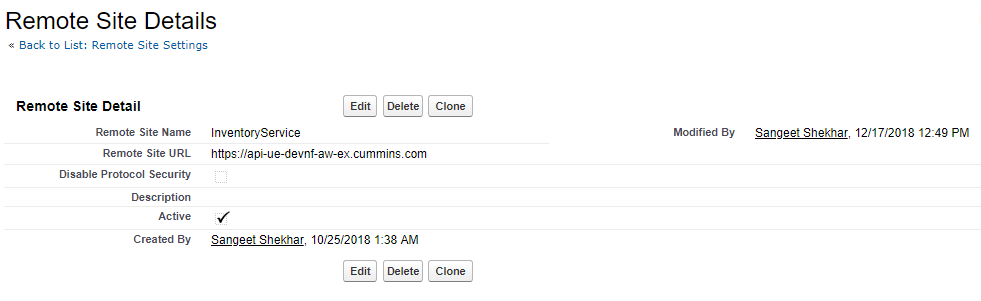 Remote Site Details
« Back to List: Remote Site Settings
Remote Site Detail Edit Delete Clone
Remote Site Name InventoryService Modified By Sangeet Shekhar, 12/17/2018 12:49 PM
Remote Site URL https://api-ue-devnf-aw-ex.cummins.com
Disable Protocol Security
Description
Active
Created By Sangeet Shekhar, 10/25/2018 1:38 AM
Edit Delete Clone